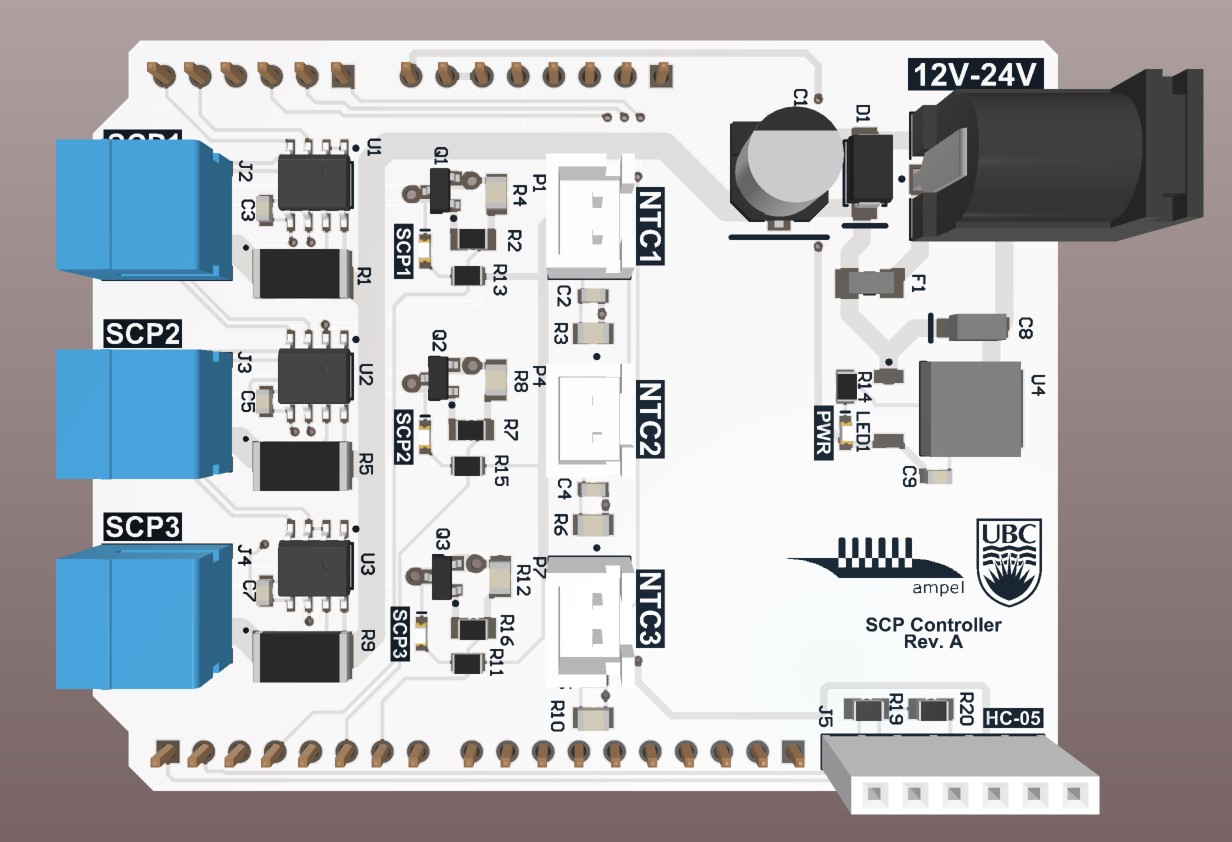 12V-24V
C1
D1
SCP1
U1
J2
C3
R1
Q1
R4
P1
NTC1
SCP1
R2
R13
C2
R3
F1
C8
SCP2
J3
U2
C5
R5
Q2
R8
P4
NTC2
SCP2
R7
R15
C4
R6
R14
LED1
PWR
U4
C9
SCP3
J4
U3
C7
R9
Q3
R12
P7
NTC3
SCP3
R16
R11
R10
UBC
ampel
SCP Controller
Rev. A
J5
R19
R20
HC-05